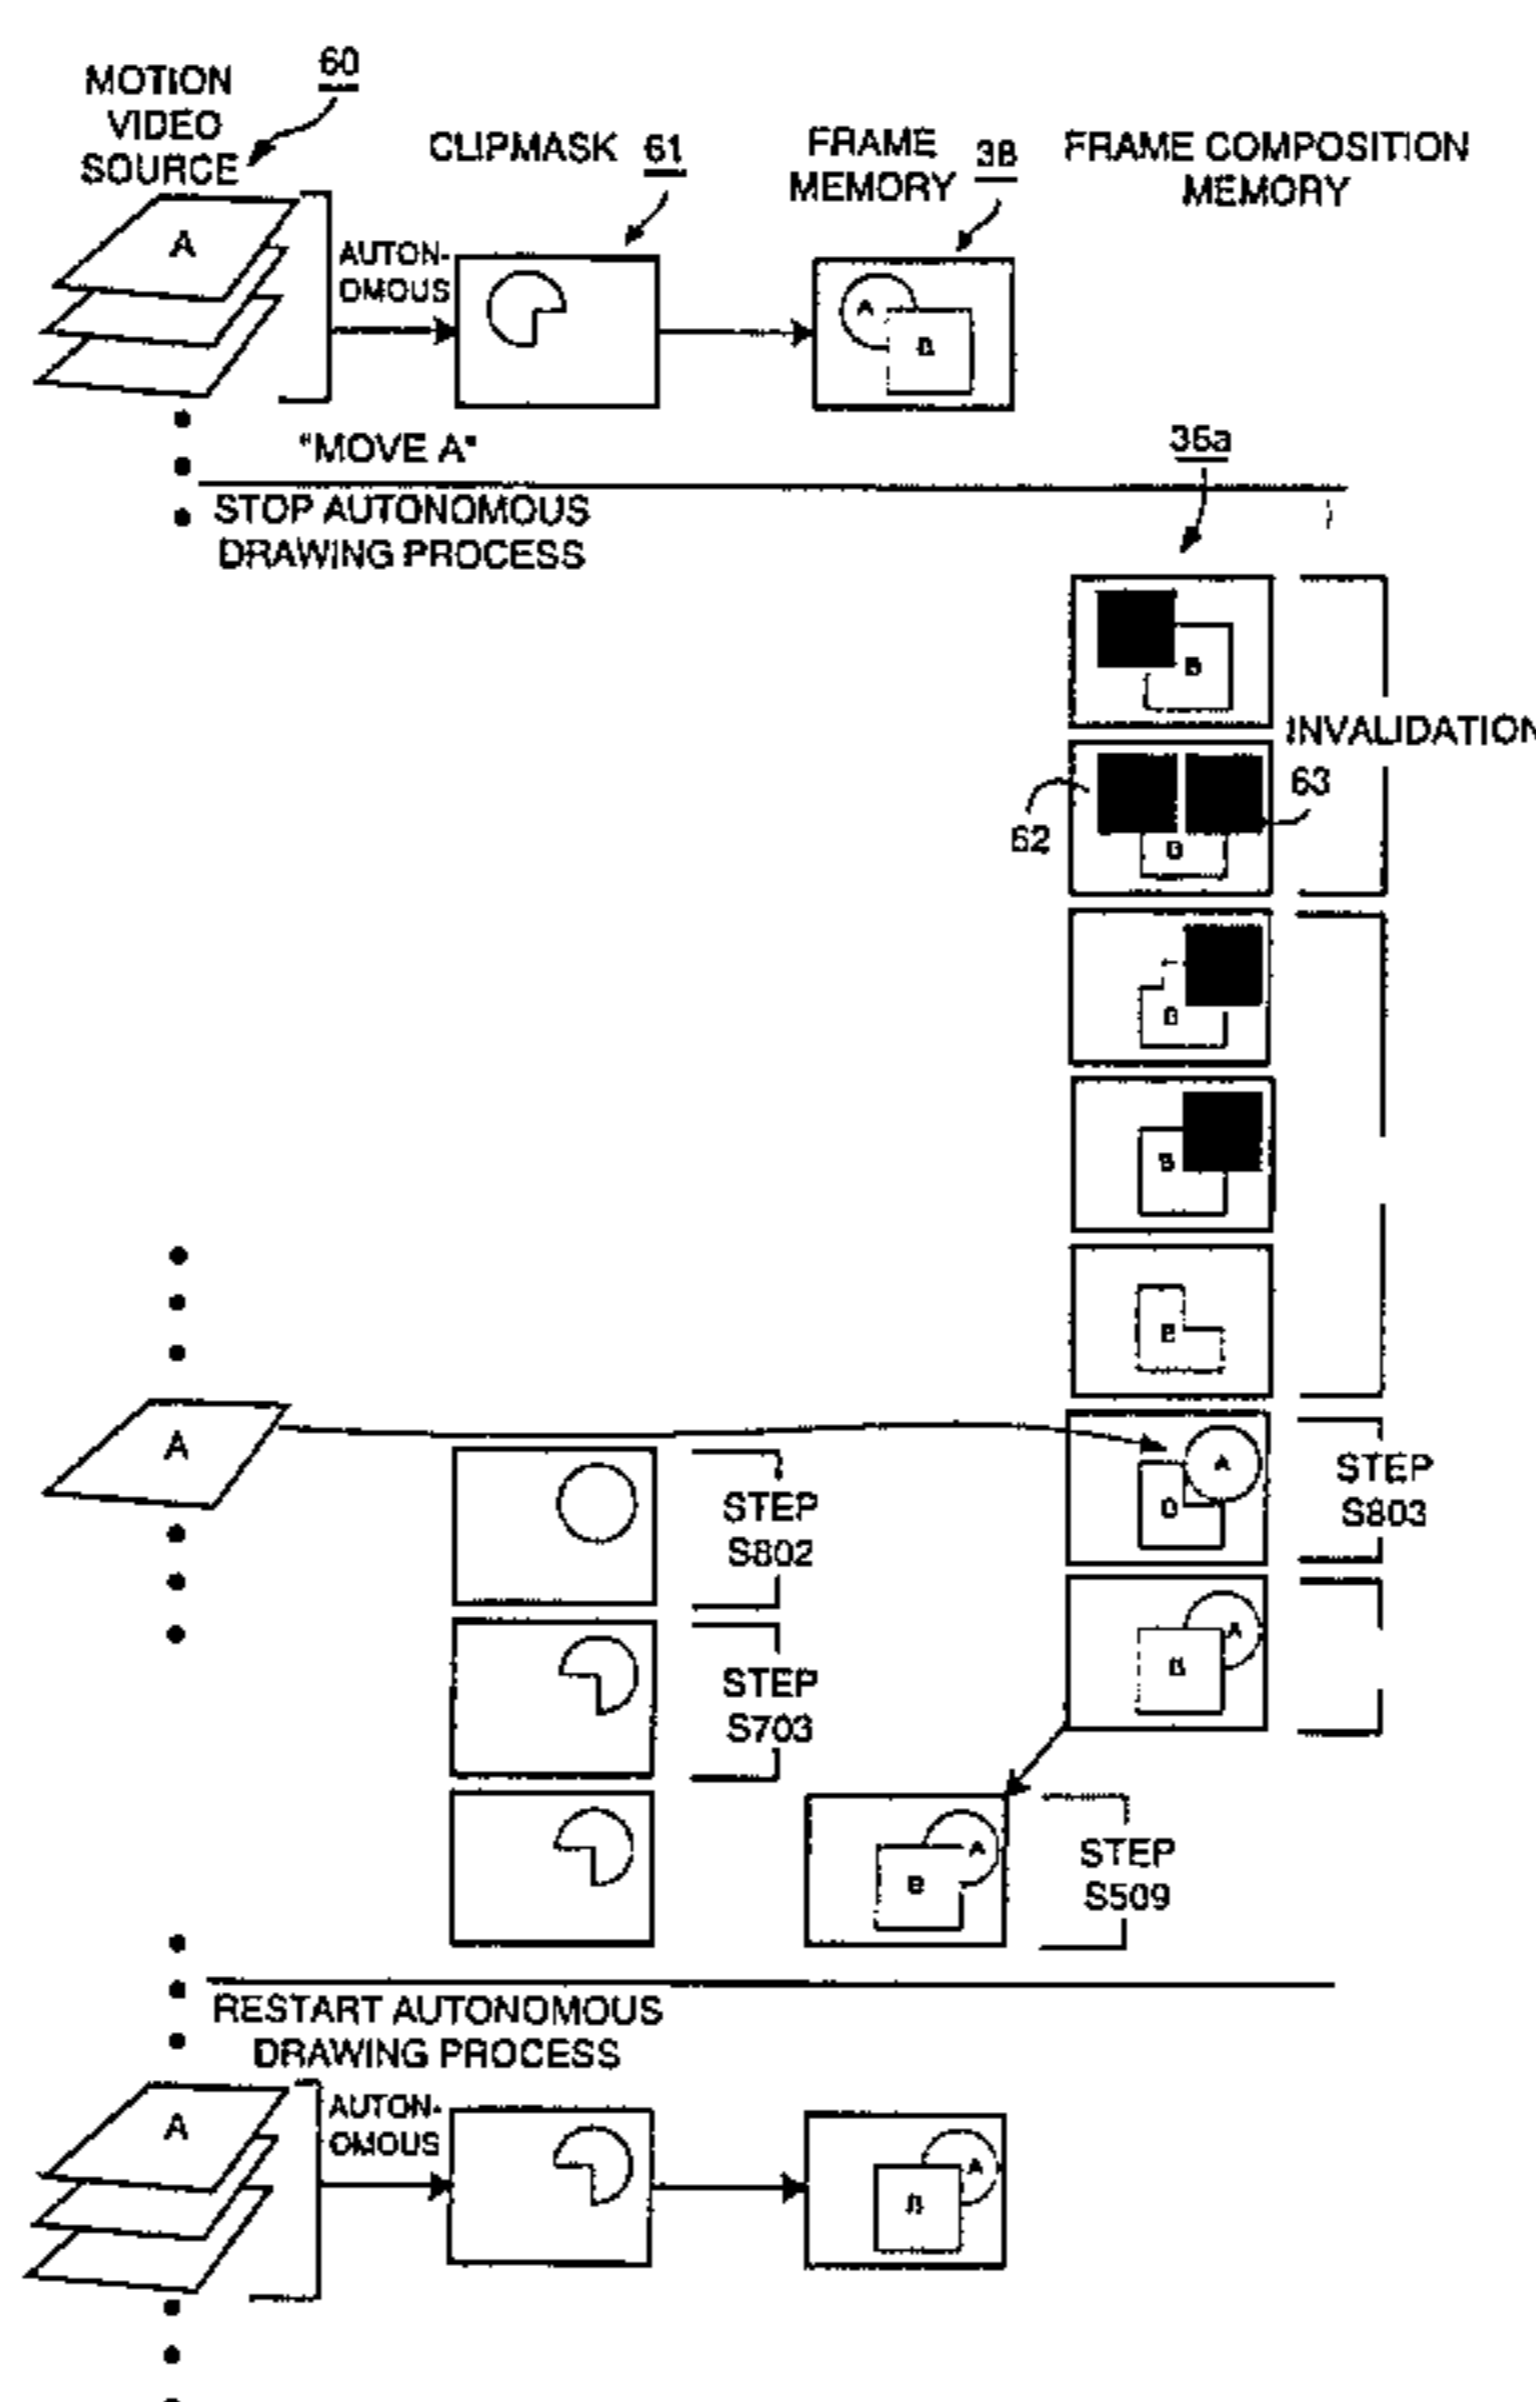 60
MOTION
VIDEO
SOURCE
CLIPMASK 61
FRAME
MEMORY 38
FRAME COMPOSITION
MEMORY
A
AUTON-
OMOUS
A
B
"MOVE A"
36a
STOP AUTONOMOUS
DRAWING PROCESS
B
INVALIDATION
63
62
B
B
B
B
A
A
B
STEP
S803
STEP
S802
A
B
STEP
S703
A
B
STEP
S509
RESTART AUTONOMOUS
DRAWING PROCESS
A
AUTON-
OMOUS
A
B